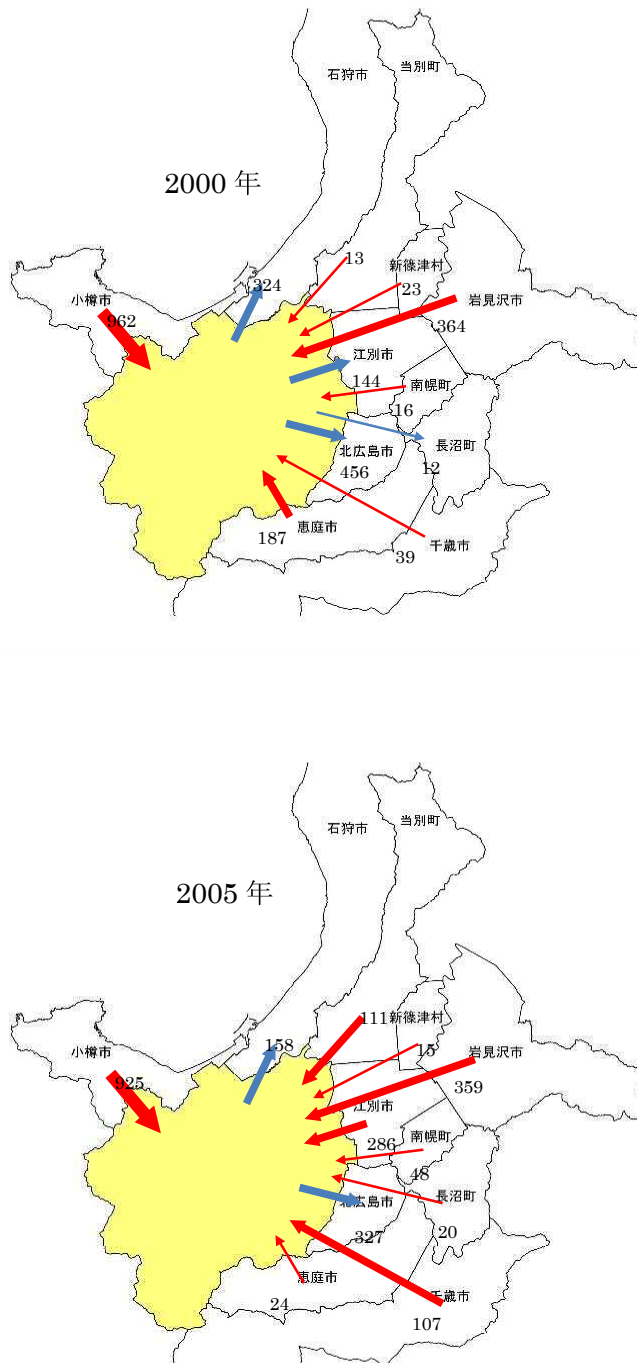 当別町
石狩市
2000 年
13
新篠津村
324
23
小樽市
岩見沢市
962
364
江別市
144
南幌町
16
北広島市
長沼町
456
12
恵庭市
187
千歳市
39
当別町
石狩市
2005 年
111
新篠津村
158
15
小樽市
岩見沢市
925
359
江別市
286
南幌町
48
北広島市
長沼町
327
20
恵庭市
24
千歳市
107